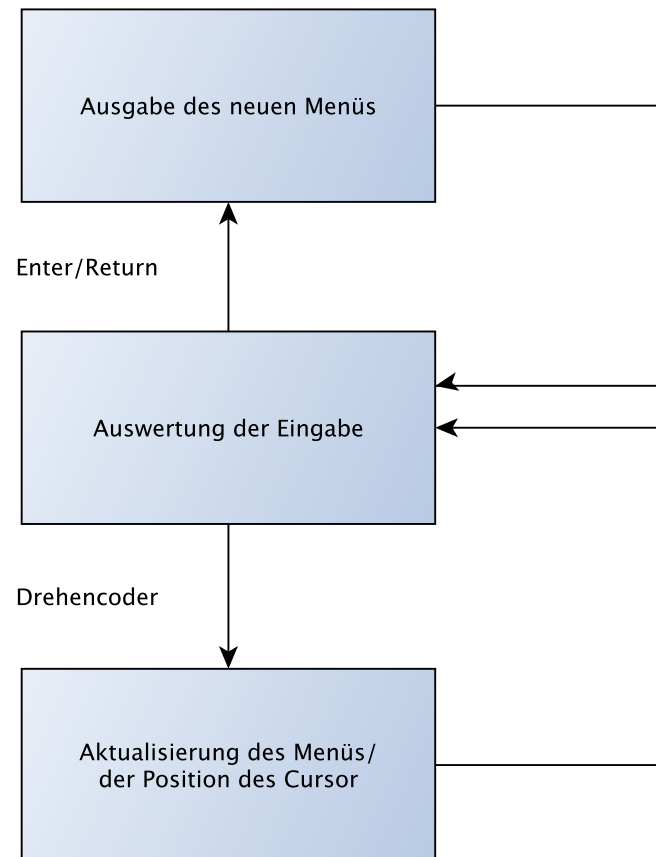 Ausgabe des neuen Menüs
Enter/Return
Auswertung der Eingabe
Drehencoder
Aktualisierung des Menüs/
der Position des Cursor